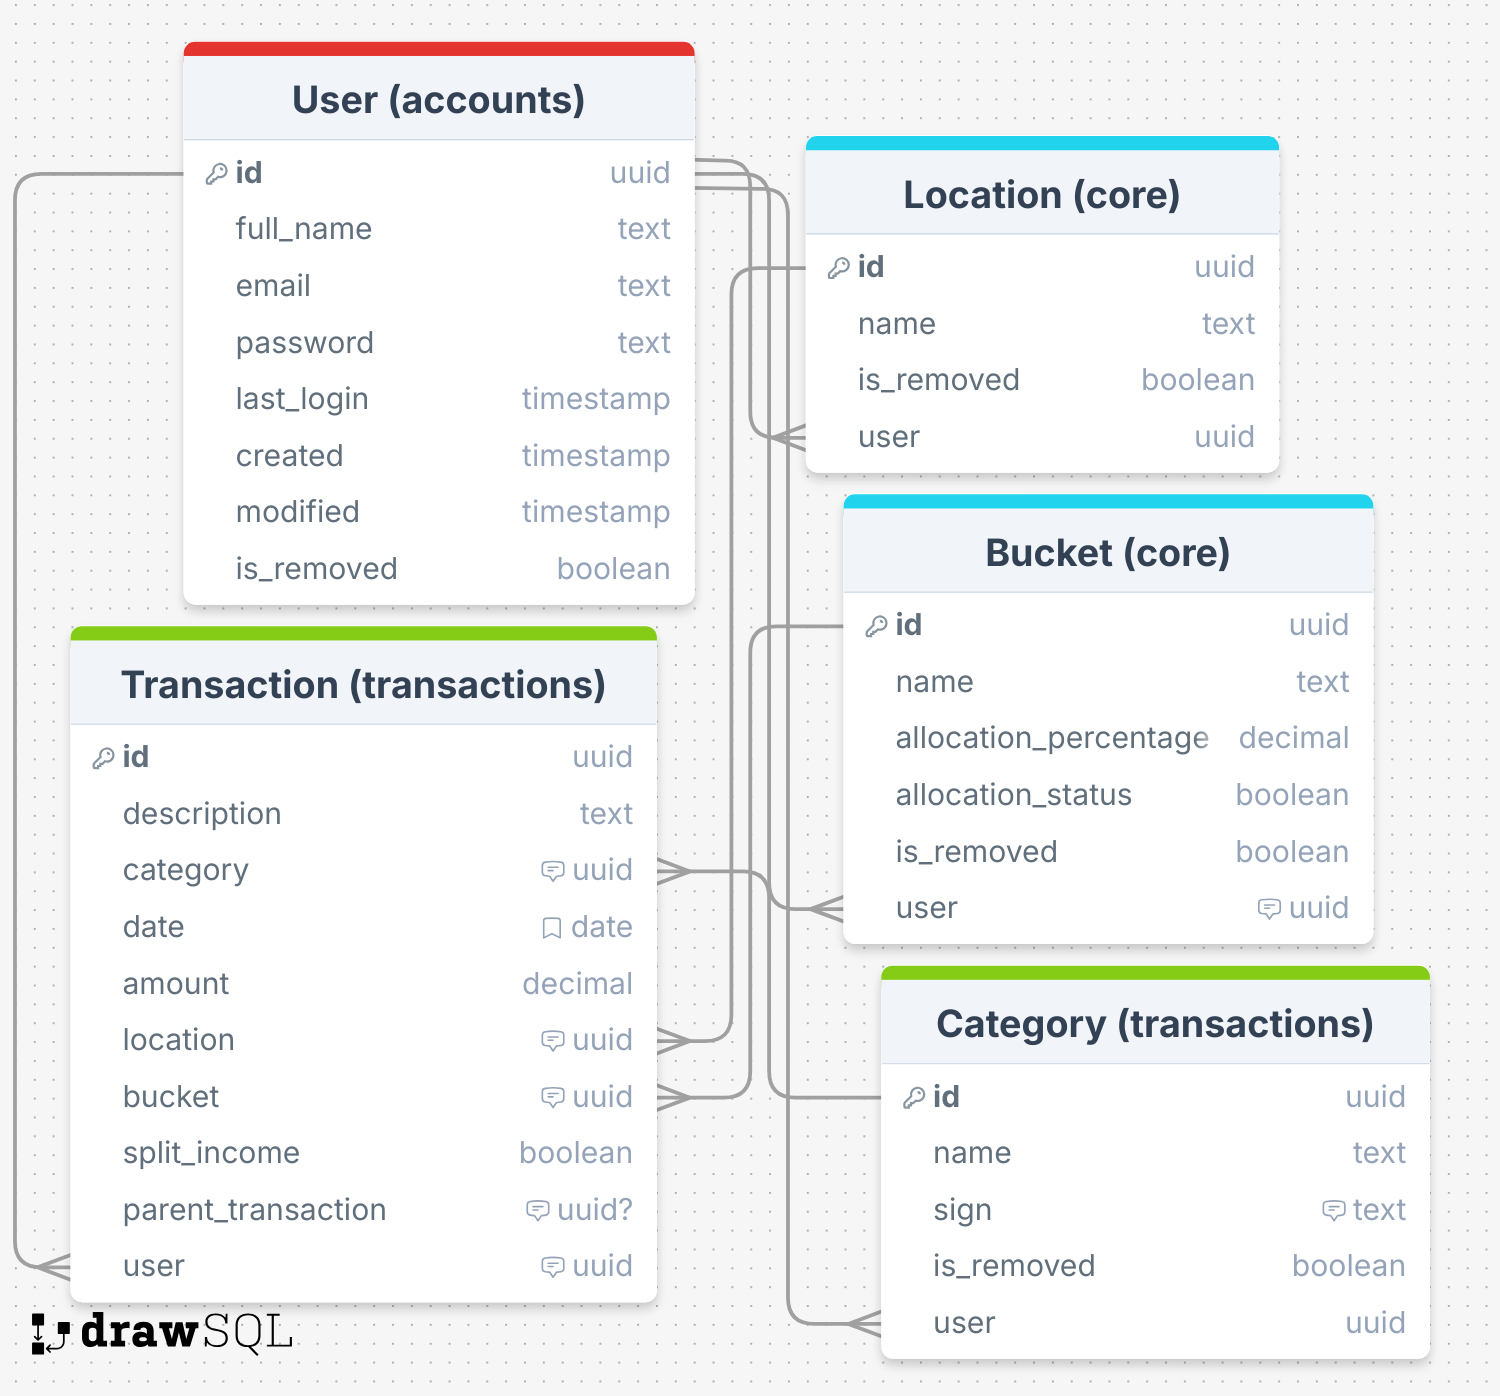 User (accounts)
id uuid
full_name text
email text
password text
last_login timestamp
created timestamp
modified timestamp
is_removed boolean
Location (core)
id uuid
name text
is_removed boolean
user uuid
Bucket (core)
id uuid
name text
allocation_percentage decimal
allocation_status boolean
is_removed boolean
user uuid
Transaction (transactions)
id uuid
description text
category uuid
date date
amount decimal
location uuid
bucket uuid
split_income boolean
parent_transaction uuid?
user uuid
Category (transactions)
id uuid
name text
sign text
is_removed boolean
user uuid
drawSQL